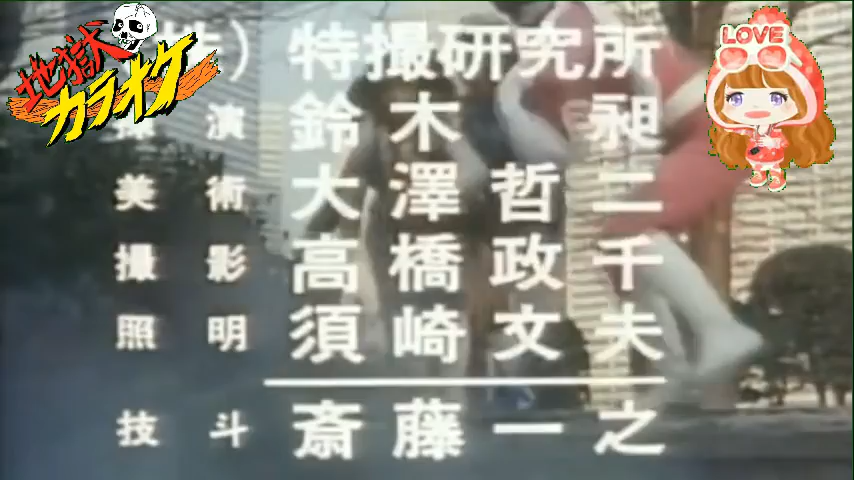 地獄
カラオケ
LOVE
特撮研究所
演 鈴木 昶
美術 大澤哲二
撮影 高橋政千
照明 須崎文夫
技斗 斎藤一之